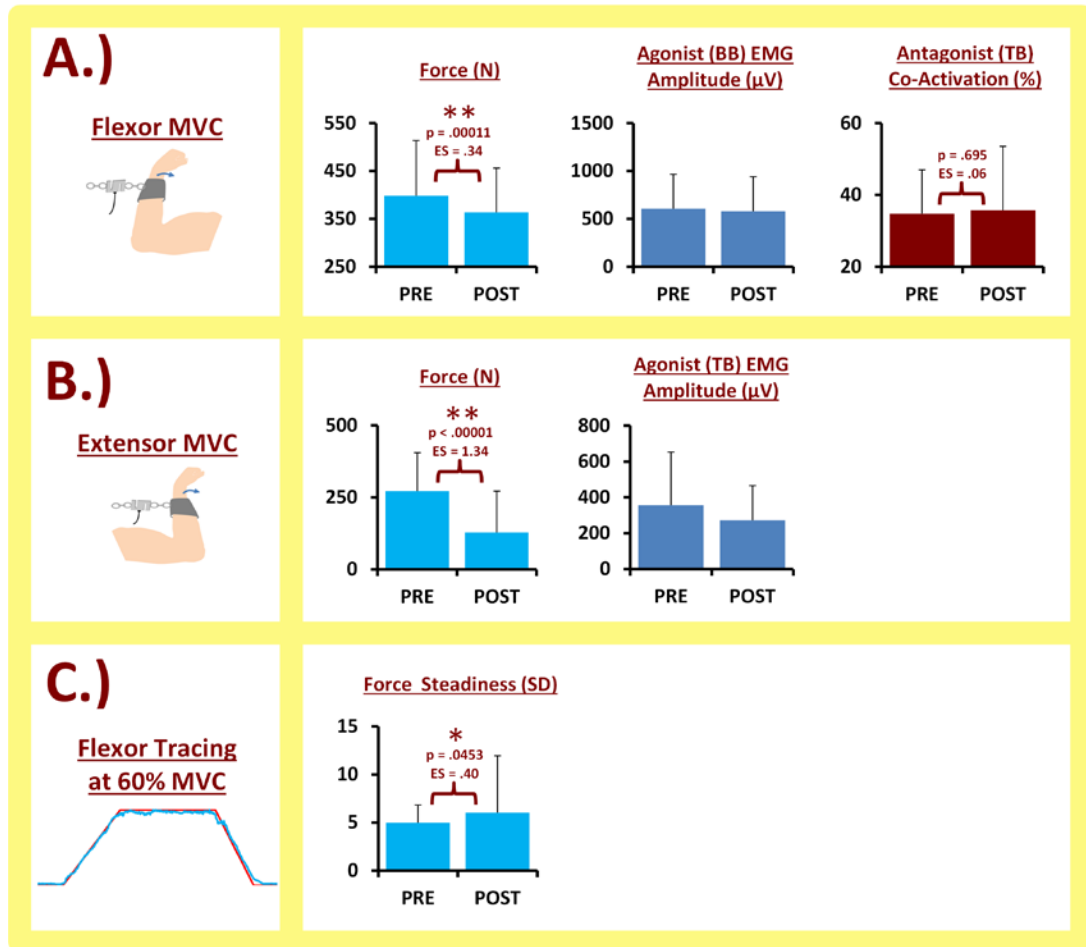 A.)
Flexor MVC
Force (N)
**
p = .00011
ES = .34
550
450
350
250
PRE POST
Agonist (BB) EMG
Amplitude (µV)
1500
1000
500
0
PRE POST
Antagonist (TB)
Co-Activation (%)
p = .695
ES = .06
60
40
20
PRE POST
B.)
Extensor MVC
Force (N)
**
p < .00001
ES = 1.34
500
250
0
PRE POST
Agonist (TB) EMG
Amplitude (µV)
800
600
400
200
0
PRE POST
C.)
Flexor Tracing
at 60% MVC
Force Steadiness (SD)
*
p = .0453
ES = .40
15
10
5
0
PRE POST